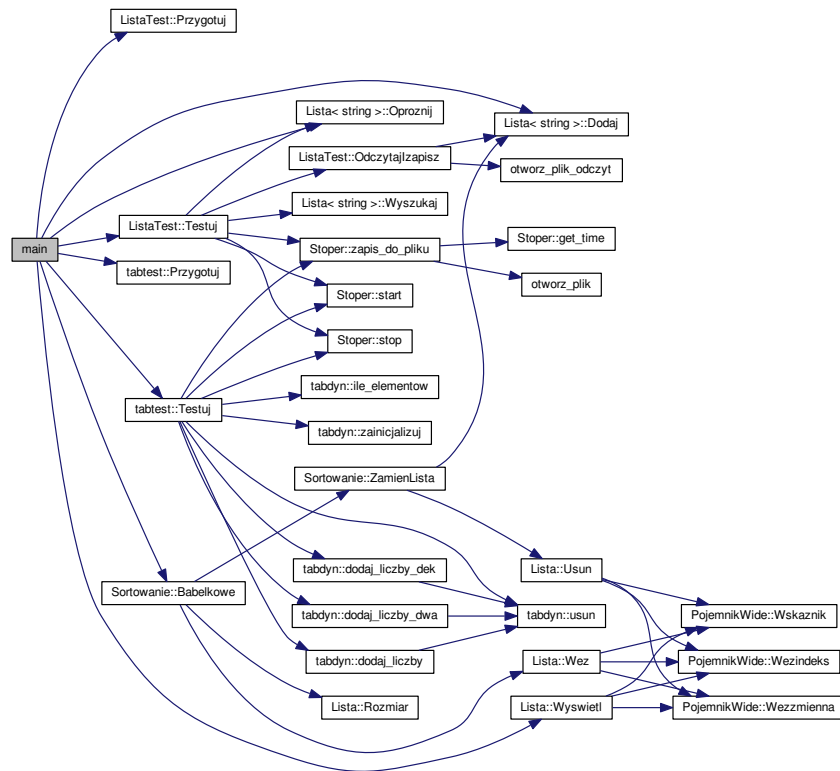 ListaTest::Przygotuj
Lista< string >::Oproznij
Lista< string >::Dodaj
ListaTest::OdczytajIzapisz
otworz_plik_odczyt
Lista< string >::Wyszukaj
ListaTest::Testuj
Stoper::get_time
main
Stoper::zapis_do_pliku
tabtest::Przygotuj
otworz_plik
Stoper::start
Stoper::stop
tabdyn::ile_elementow
tabtest::Testuj
tabdyn::zainicjalizuj
Sortowanie::ZamienLista
tabdyn::dodaj_liczby_dek
Lista::Usun
Sortowanie::Babelkowe
tabdyn::dodaj_liczby_dwa
tabdyn::usun
PojemnikWide::Wskaznik
tabdyn::dodaj_liczby
Lista::Wez
PojemnikWide::Wezindeks
Lista::Rozmiar
Lista::Wyswietl
PojemnikWide::Wezzmienna